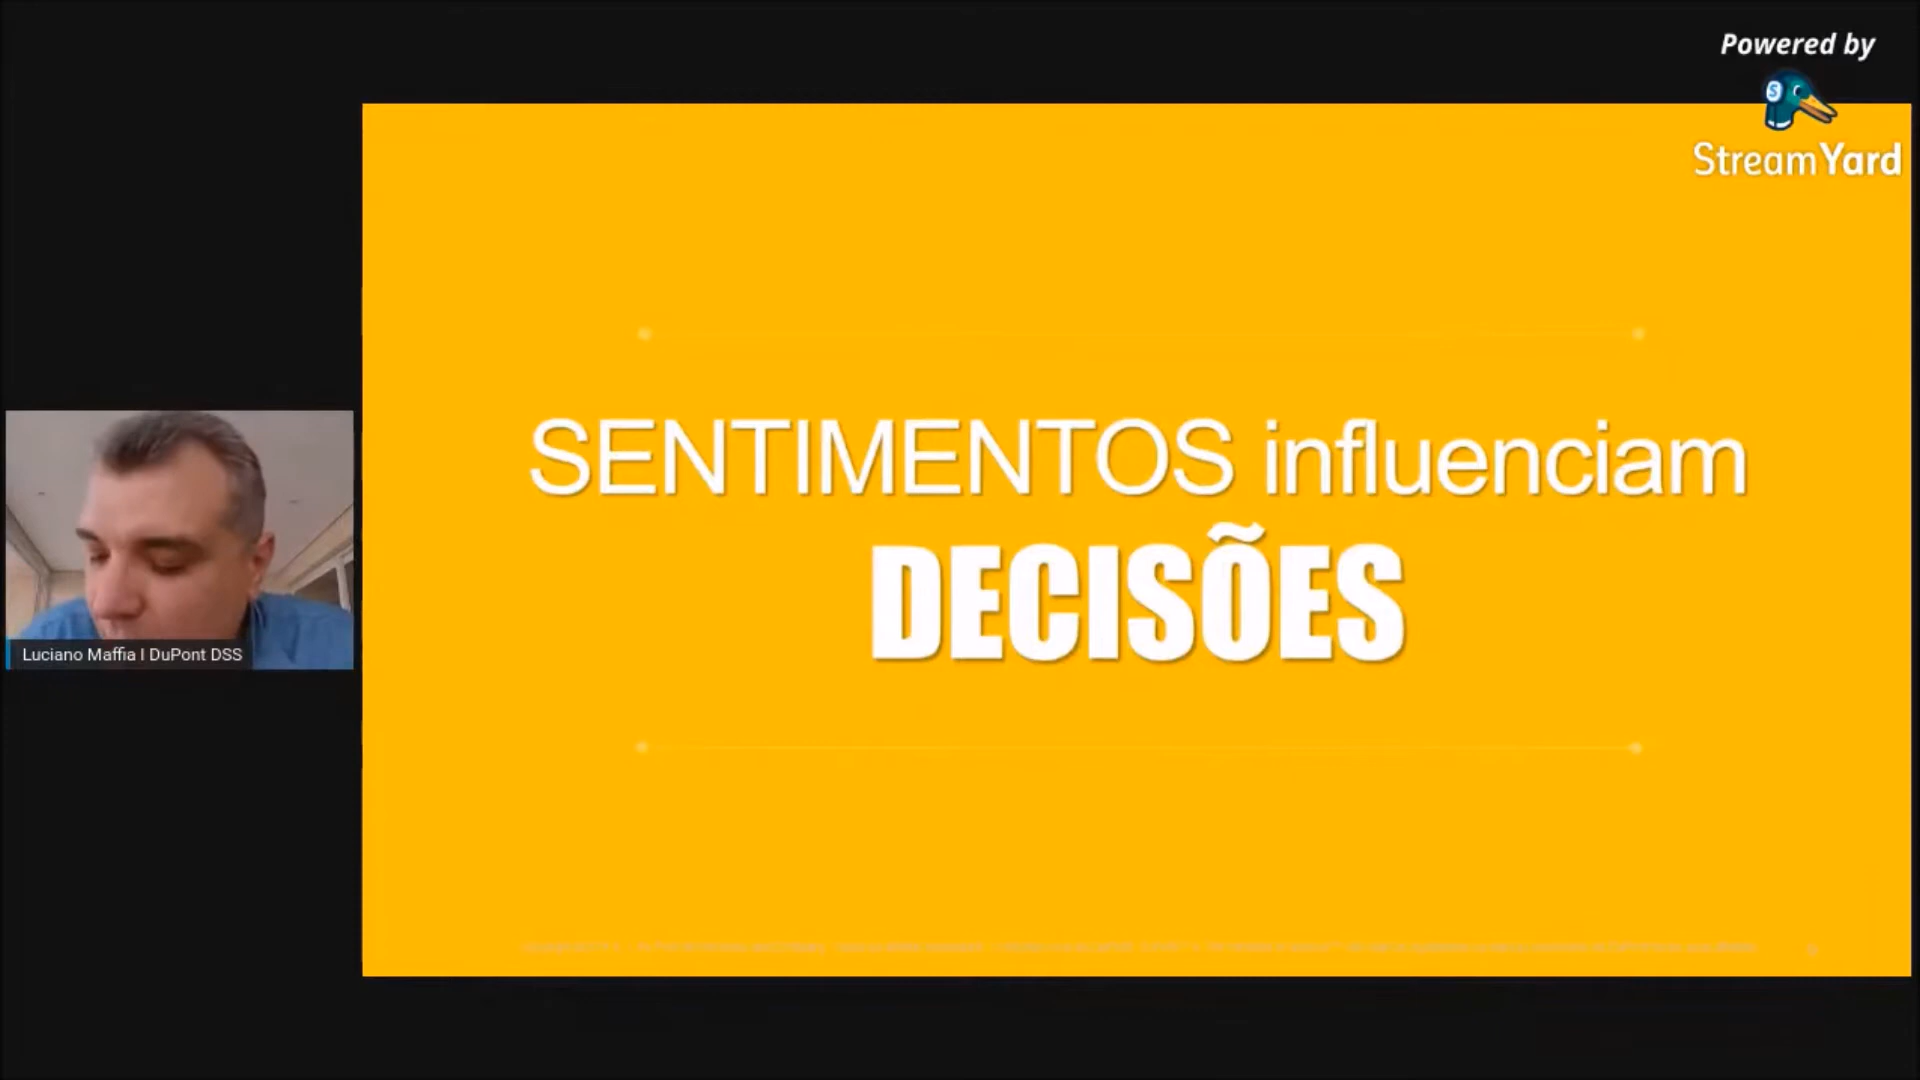 Powered by
StreamYard
SENTIMENTOS influenciam
DECISÕES
Luciano Maffia I DuPont DSS